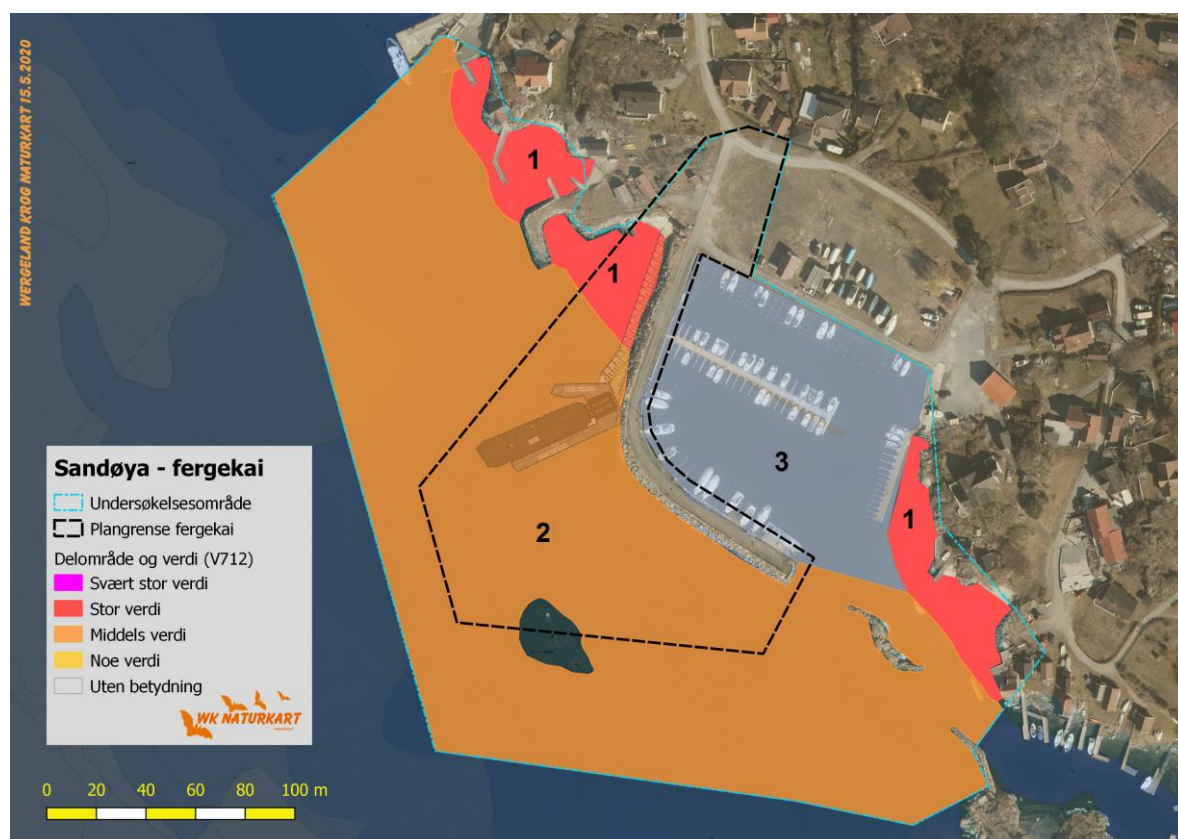 WERGELAND KROG NATURKART 15.5.2020
1
1
3
1
2
Sandøya - fergekai
Undersøkelsesområde
Plangrense fergekai
Delområde og verdi (V712)
Svært stor verdi
Stor verdi
Middels verdi
Noe verdi
Uten betydning
WK NATURKART
0 20 40 60 80 100 m